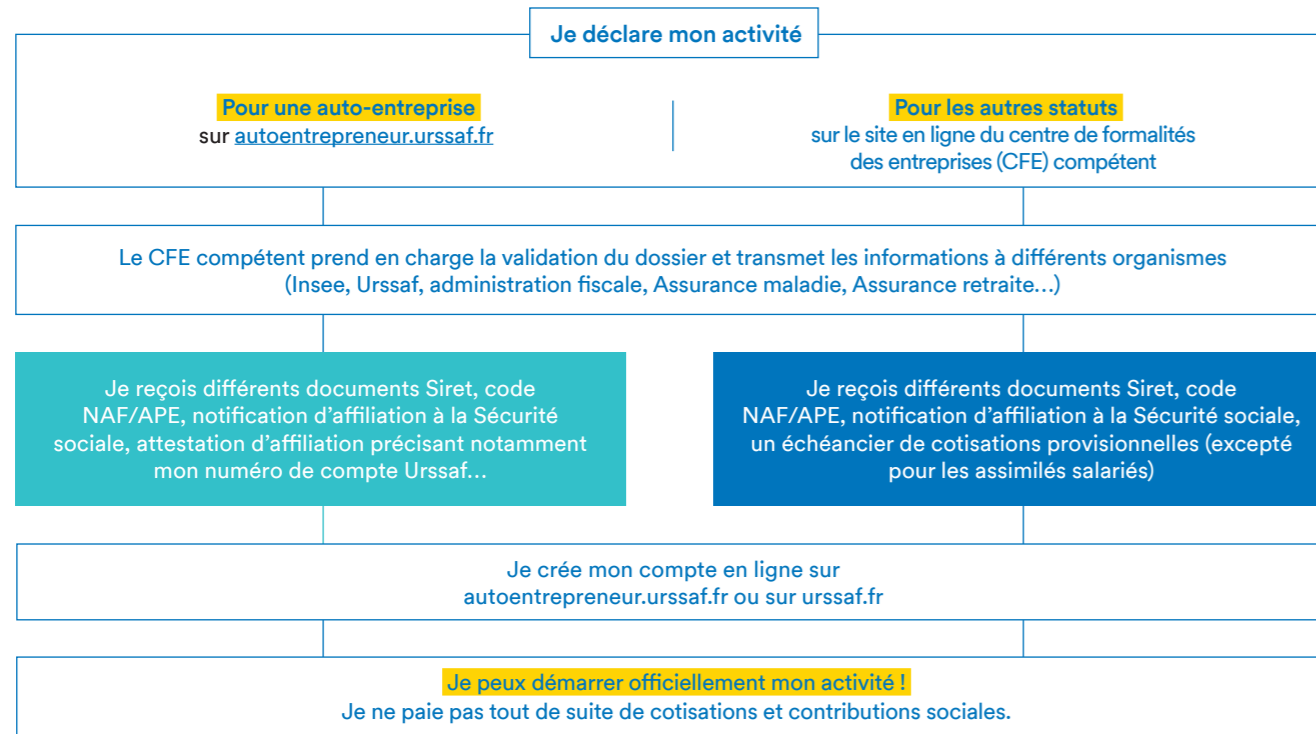 Je déclare mon activité
Pour une auto-entreprise
sur autoentrepreneur.urssaf.fr
Pour les autres statuts
sur le site en ligne du centre de formalités
des entreprises (CFE) compétent
Le CFE compétent prend en charge la validation du dossier et transmet les informations à différents organismes
(Insee, Urssaf, administration fiscale, Assurance maladie, Assurance retraite…)
Je reçois différents documents Siret, code
NAF/APE, notification d’affiliation à la Sécurité
sociale, attestation d’affiliation précisant notamment
mon numéro de compte Urssaf…
Je reçois différents documents Siret, code
NAF/APE, notification d’affiliation à la Sécurité sociale,
un échéancier de cotisations provisionnelles (excepté
pour les assimilés salariés)
Je crée mon compte en ligne sur
autoentrepreneur.urssaf.fr ou sur urssaf.fr
Je peux démarrer officiellement mon activité !
Je ne paie pas tout de suite de cotisations et contributions sociales.